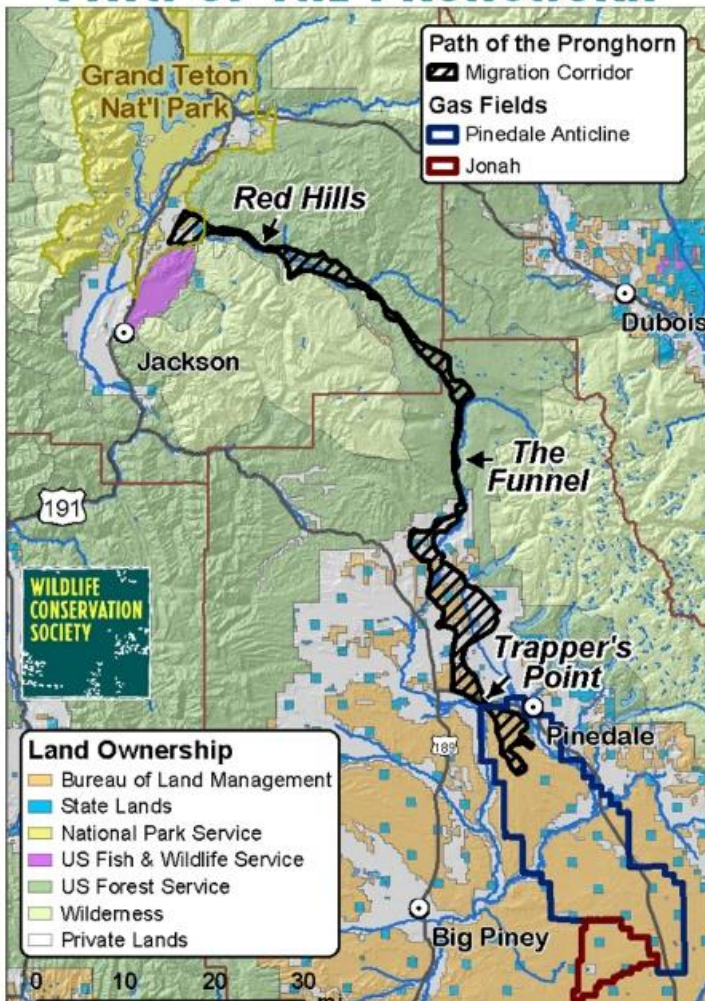 Path of the Pronghorn
Migration Corridor
Gas Fields
Pinedale Anticline
Jonah
Grand Teton
Nat'l Park
Red Hills
Dubois
Jackson
The
Funnel
191
WILDLIFE
CONSERVATION
SOCIETY
Trapper's
Point
Pinedale
189
Land Ownership
Bureau of Land Management
State Lands
National Park Service
US Fish & Wildlife Service
US Forest Service
Wilderness
Private Lands
Big Piney
0 10 20 30